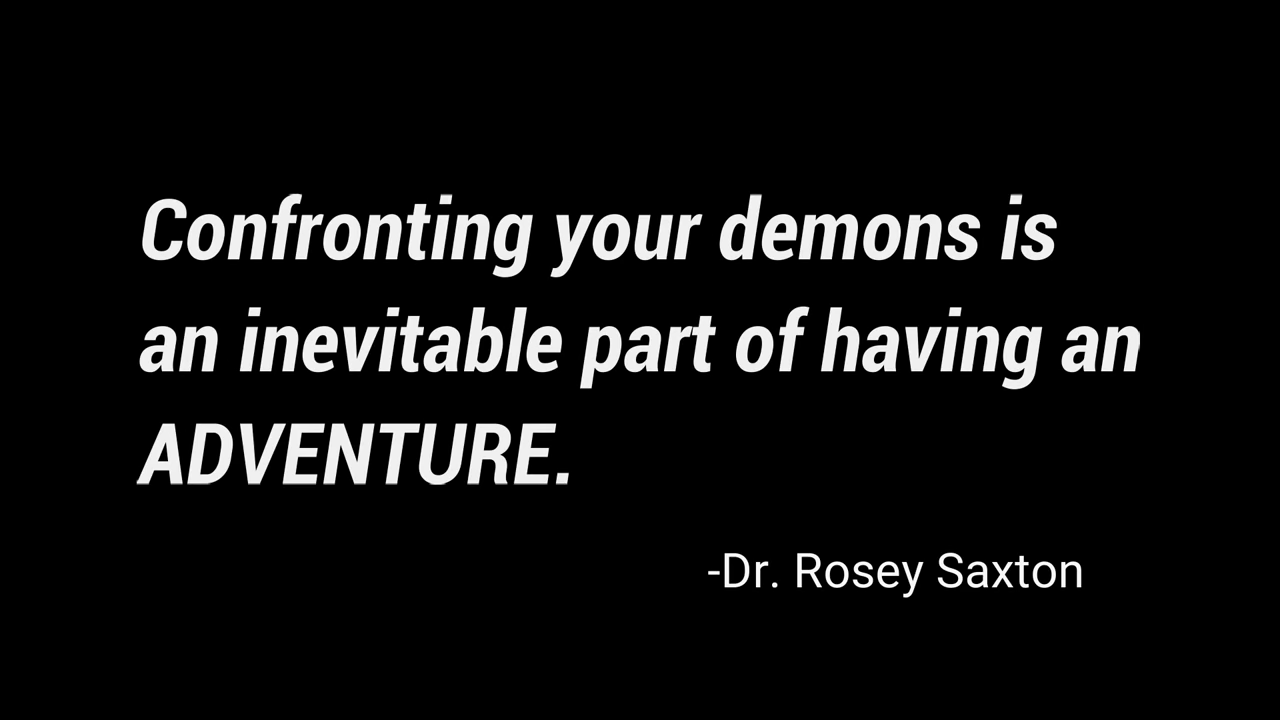 Confronting your demons is
an inevitable part of having an
ADVENTURE.
-Dr. Rosey Saxton